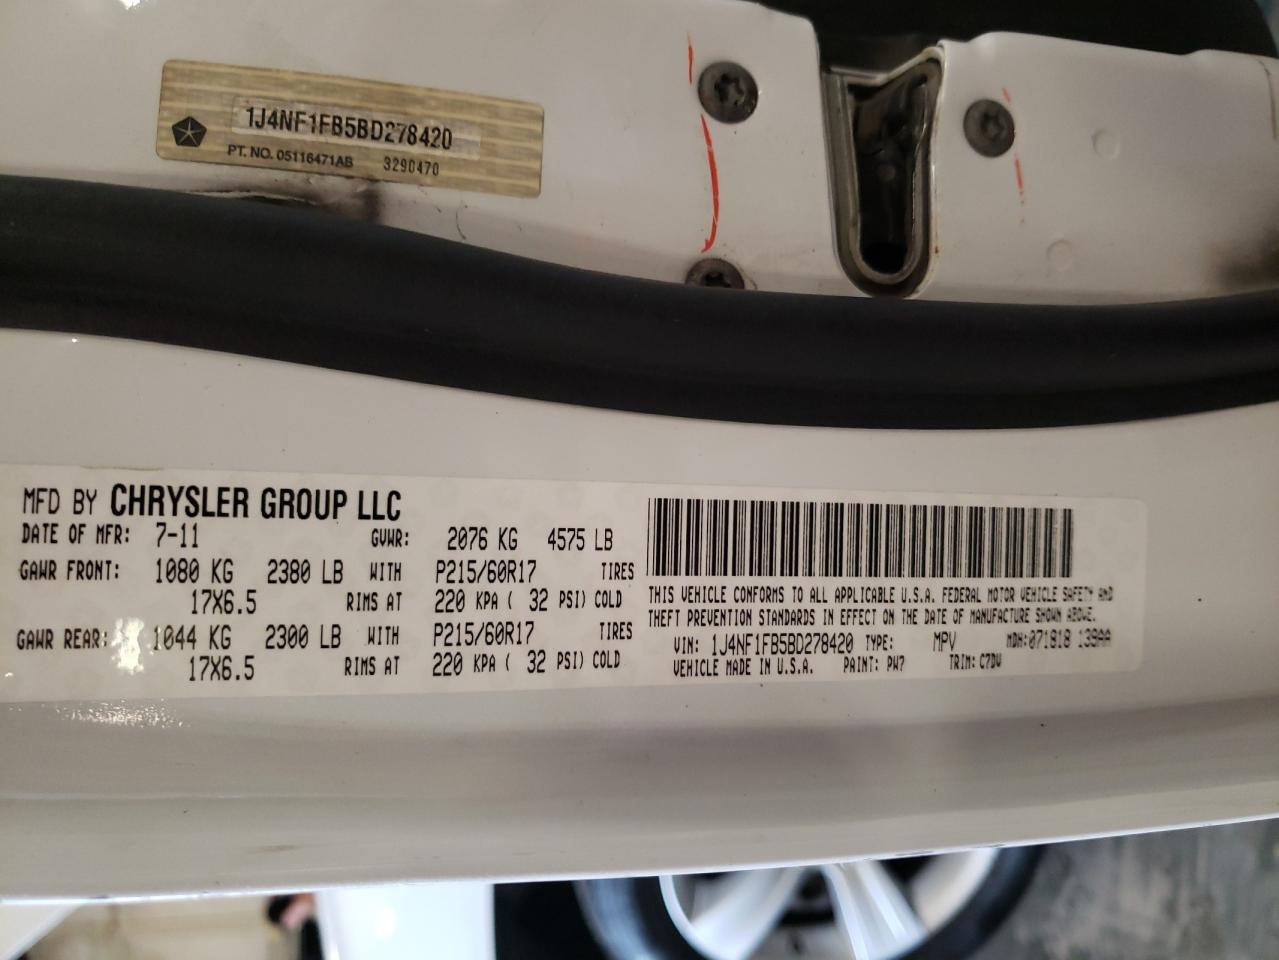 1J4NF1FB5BD278420
PT. NO. 05116471AB 3290470
MFD BY CHRYSLER GROUP LLC
DATE OF MFR: 7-11 GVWR: 2076 KG 4575 LB
GAWR FRONT: 1080 KG 2380 LB WITH P215/60R17 TIRES
17X6.5 RIMS AT 220 KPA ( 32 PSI) COLD
GAWR REAR: 1044 KG 2300 LB WITH P215/60R17 TIRES
17X6.5 RIMS AT 220 KPA ( 32 PSI) COLD
THIS VEHICLE CONFORMS TO ALL APPLICABLE U.S.A. FEDERAL MOTOR VEHICLE SAFETY AND
THEFT PREVENTION STANDARDS IN EFFECT ON THE DATE OF MANUFACTURE SHOWN ABOVE.
VIN: 1J4NF1FB5BD278420 TYPE: MPV MDH: 071818 139AA
VEHICLE MADE IN U.S.A. PAINT: PW7 TRIM: C7DV